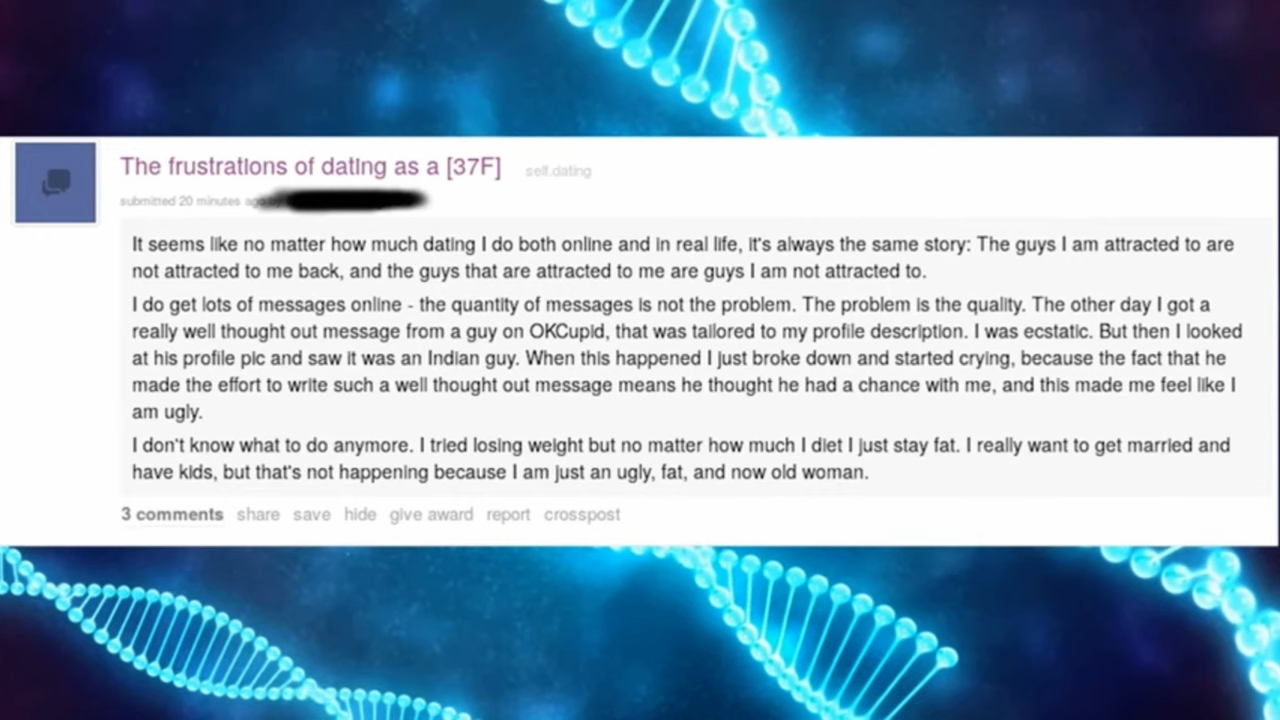 The frustrations of dating as a [37F] self.dating
submitted 20 minutes ago by
It seems like no matter how much dating I do both online and in real life, it's always the same story: The guys I am attracted to are
not attracted to me back, and the guys that are attracted to me are guys I am not attracted to.
I do get lots of messages online - the quantity of messages is not the problem. The problem is the quality. The other day I got a
really well thought out message from a guy on OKCupid, that was tailored to my profile description. I was ecstatic. But then I looked
at his profile pic and saw it was an Indian guy. When this happened I just broke down and started crying, because the fact that he
made the effort to write such a well thought out message means he thought he had a chance with me, and this made me feel like I
am ugly.
I don't know what to do anymore. I tried losing weight but no matter how much I diet I just stay fat. I really want to get married and
have kids, but that's not happening because I am just an ugly, fat, and now old woman.
3 comments share save hide give award report crosspost